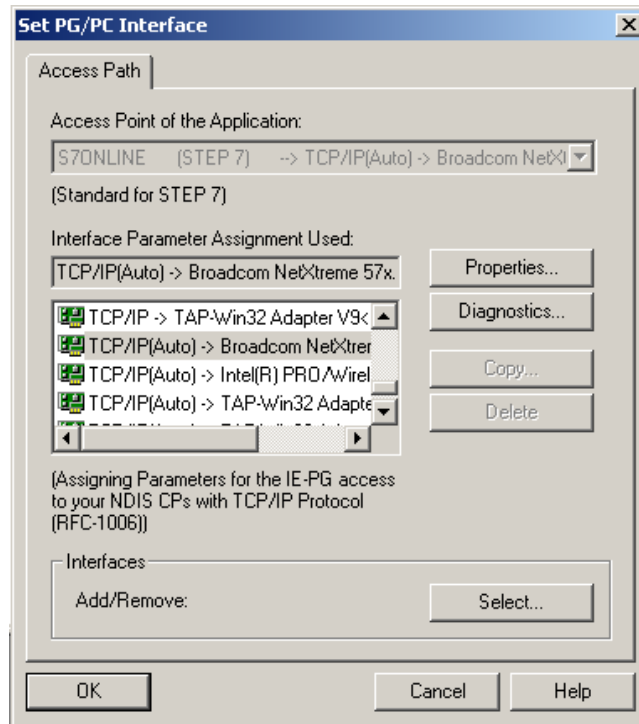 Set PG/PC Interface
Access Path
Access Point of the Application:
S7ONLINE (STEP 7) --> TCP/IP(Auto) -> Broadcom NetXt
(Standard for STEP 7)
Interface Parameter Assignment Used:
TCP/IP(Auto) -> Broadcom NetXtreme 57x.
Properties...
Diagnostics...
TCP/IP -> TAP-Win32 Adapter V9<
TCP/IP(Auto) -> Broadcom NetXtrer
TCP/IP(Auto) -> Intel(R) PRO/Wirel
TCP/IP(Auto) -> TAP-Win32 Adapte
Copy...
Delete
(Assigning Parameters for the IE-PG access
to your NDIS CPs with TCP/IP Protocol
(RFC-1006))
Interfaces
Add/Remove:
Select...
OK
Cancel
Help